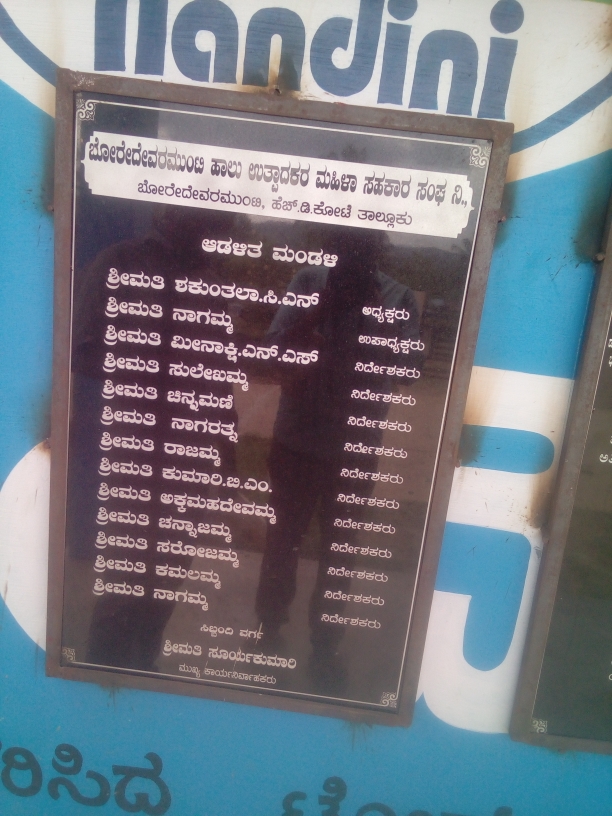 nandini
ಬೋರೇದೇವರಮುಂಟಿ ಹಾಲು ಉತ್ಪಾದಕರ ಮಹಿಳಾ ಸಹಕಾರ ಸಂಘ ನಿ.,
ಬೋರೇದೇವರಮುಂಟಿ, ಹೆಚ್.ಡಿ.ಕೋಟೆ ತಾಲ್ಲೂಕು
ಆಡಳಿತ ಮಂಡಳಿ
ಶ್ರೀಮತಿ ಶಕುಂತಲಾ.ಸಿ.ಎನ್ ಅಧ್ಯಕ್ಷರು
ಶ್ರೀಮತಿ ನಾಗಮ್ಮ ಉಪಾಧ್ಯಕ್ಷರು
ಶ್ರೀಮತಿ ಮೀನಾಕ್ಷಿ.ಎನ್.ಎಸ್ ನಿರ್ದೇಶಕರು
ಶ್ರೀಮತಿ ಸುಲೇಖಮ್ಮ ನಿರ್ದೇಶಕರು
ಶ್ರೀಮತಿ ಚಿನ್ನಮಣಿ ನಿರ್ದೇಶಕರು
ಶ್ರೀಮತಿ ನಾಗರತ್ನ ನಿರ್ದೇಶಕರು
ಶ್ರೀಮತಿ ರಾಜಮ್ಮ ನಿರ್ದೇಶಕರು
ಶ್ರೀಮತಿ ಕುಮಾರಿ.ಬಿ.ಎಂ. ನಿರ್ದೇಶಕರು
ಶ್ರೀಮತಿ ಅಕ್ಕಮಹದೇವಮ್ಮ ನಿರ್ದೇಶಕರು
ಶ್ರೀಮತಿ ಚನ್ನಾಜಮ್ಮ ನಿರ್ದೇಶಕರು
ಶ್ರೀಮತಿ ಸರೋಜಮ್ಮ ನಿರ್ದೇಶಕರು
ಶ್ರೀಮತಿ ಕಮಲಮ್ಮ ನಿರ್ದೇಶಕರು
ಶ್ರೀಮತಿ ನಾಗಮ್ಮ ನಿರ್ದೇಶಕರು
ಸಿಬ್ಬಂದಿ ವರ್ಗ
ಶ್ರೀಮತಿ ಸೂರ್ಯಕುಮಾರಿ
ಮುಖ್ಯ ಕಾರ್ಯನಿರ್ವಾಹಕರು